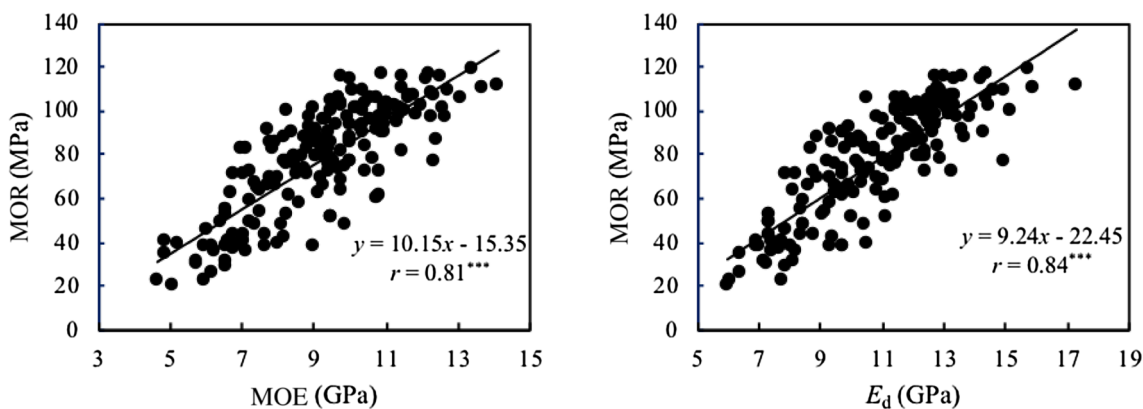 140
120
100
80
60
40
20
0
MOR (MPa)
3 5 7 9 11 13 15
MOE (GPa)
y = 10.15x - 15.35
r = 0.81***
140
120
100
80
60
40
20
0
MOR (MPa)
5 7 9 11 13 15 17 19
Ed (GPa)
y = 9.24x - 22.45
r = 0.84***